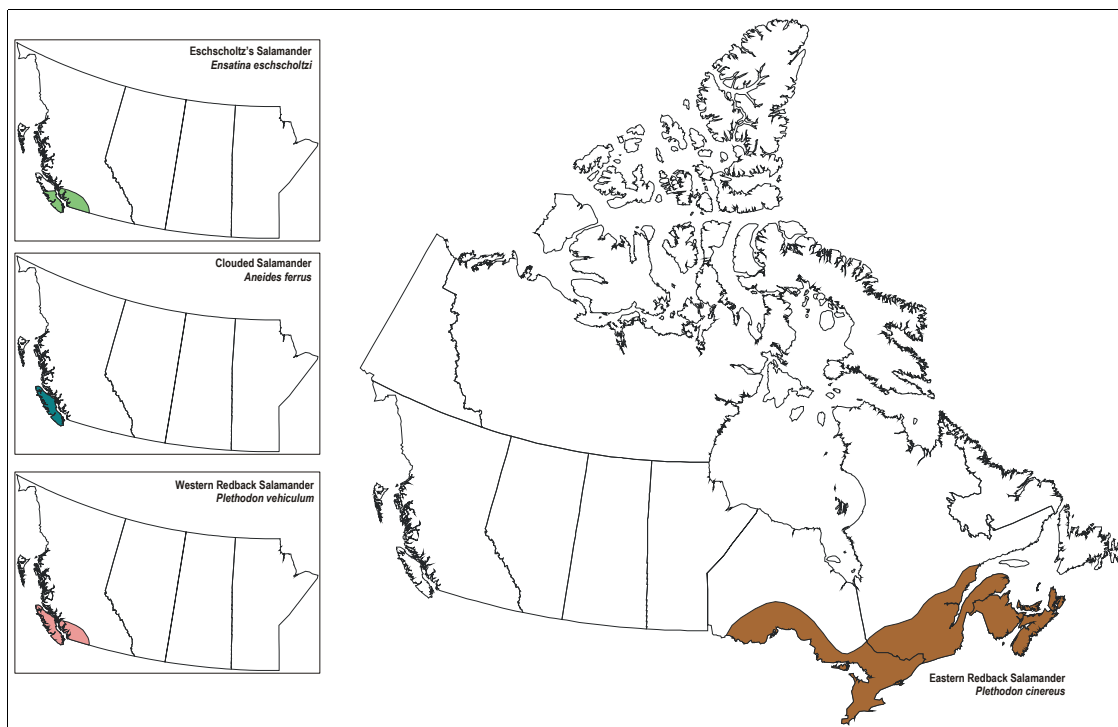 Eschscholtz's Salamander
Ensatina eschscholtzi
Clouded Salamander
Aneides ferrus
Western Redback Salamander
Plethodon vehiculum
Eastern Redback Salamander
Plethodon cinereus